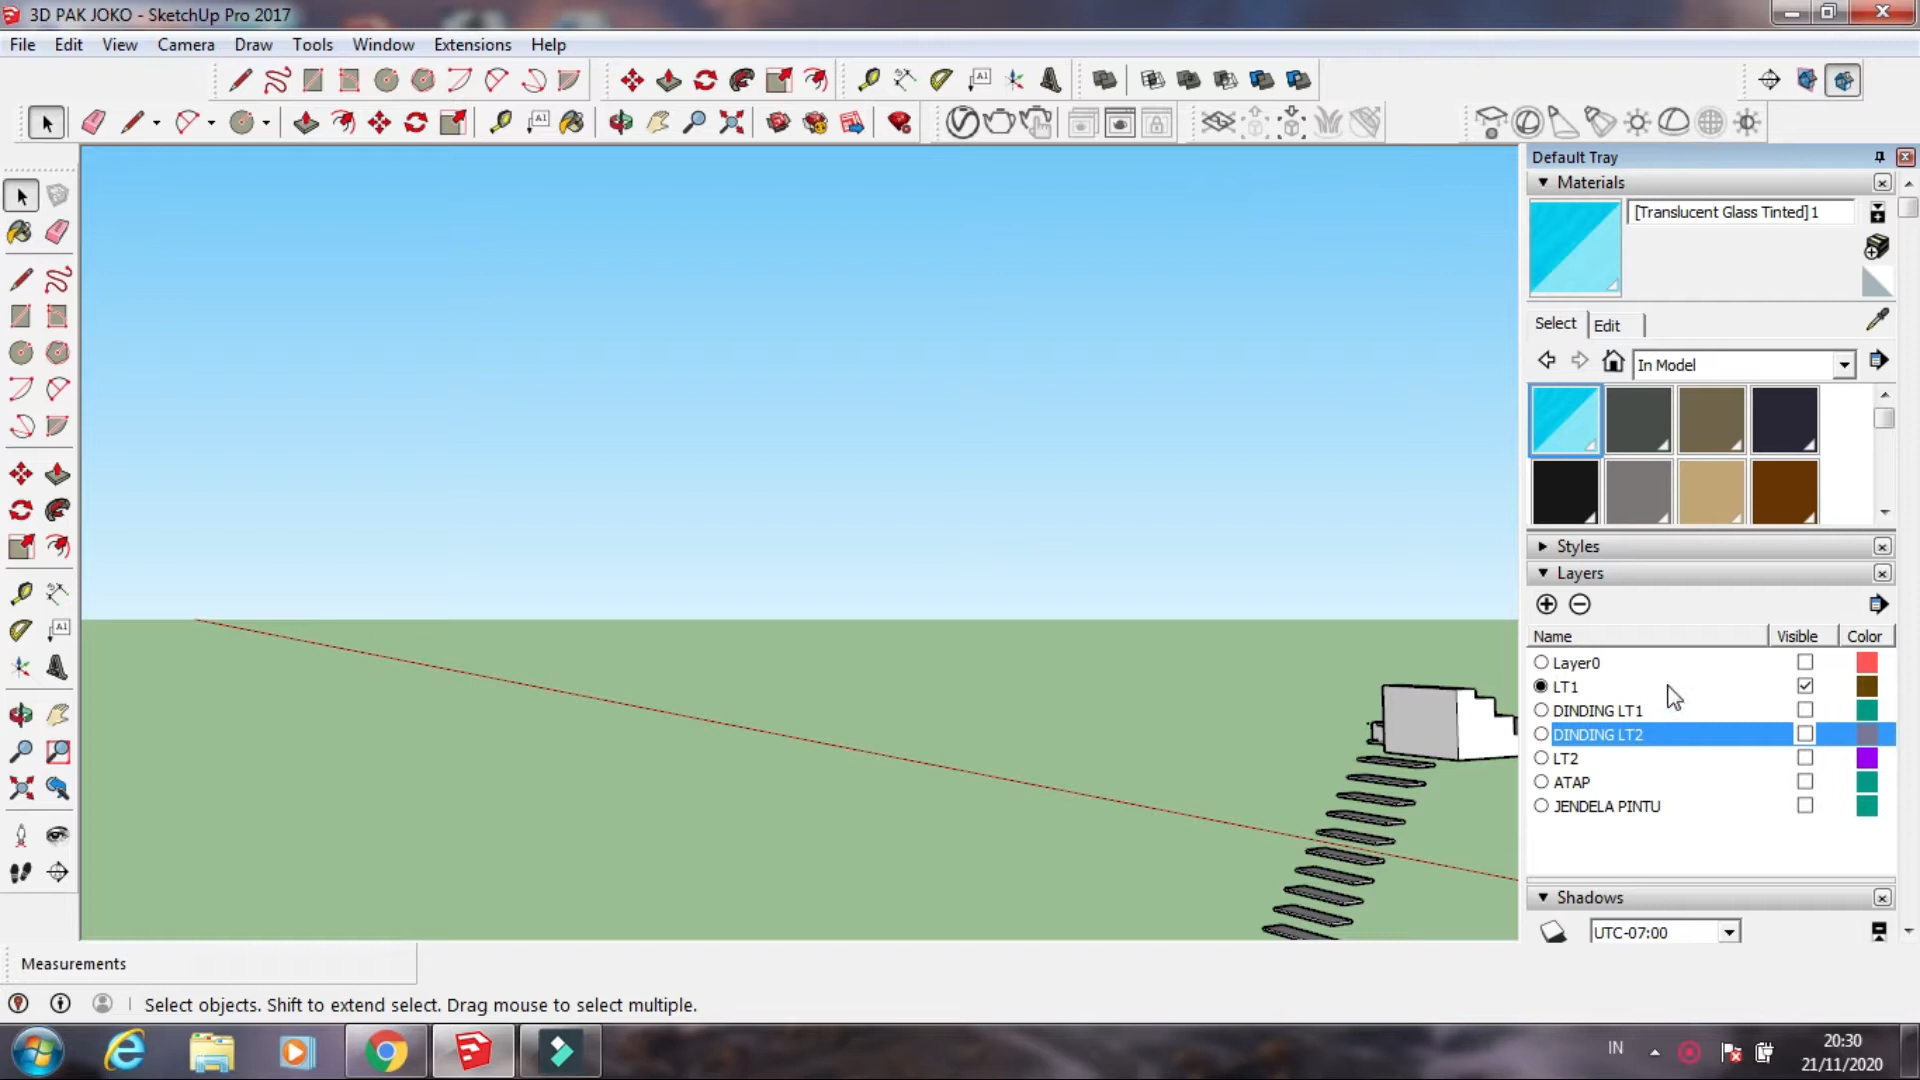 3D PAK JOKO - SketchUp Pro 2017
File Edit View Camera Draw Tools Window Extensions Help
Default Tray
Materials
[Translucent Glass Tinted]1
Select Edit
In Model
Styles
Layers
Name Visible Color
Layer0
LT1
DINDING LT1
DINDING LT2
LT2
ATAP
JENDELA PINTU
Shadows
UTC-07:00
Measurements
Select objects. Shift to extend select. Drag mouse to select multiple.
IN
20:30
21/11/2020